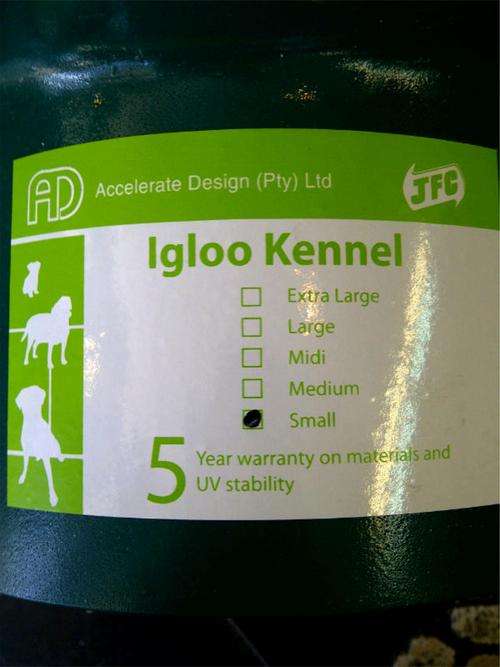 AD Accelerate Design (Pty) Ltd JFC
Igloo Kennel
Extra Large
Large
Midi
Medium
Small
5 Year warranty on materials and
UV stability